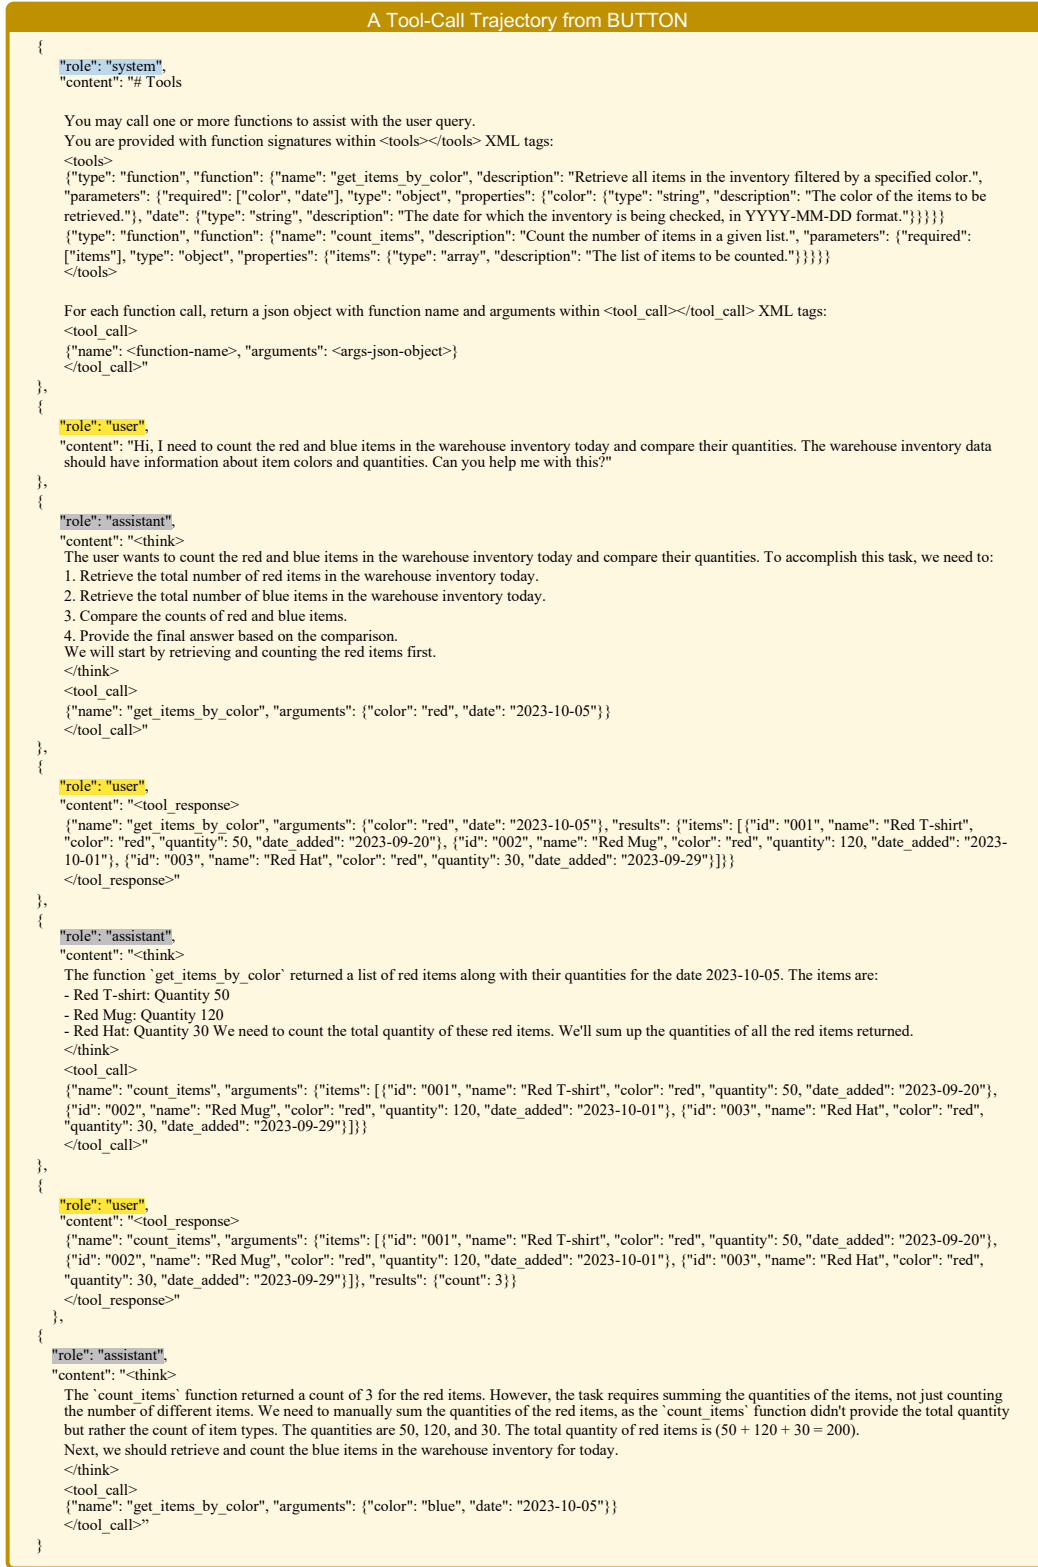 A Tool-Call Trajectory from BUTTON
{
"role": "system",
"content": "# Tools
You may call one or more functions to assist with the user query.
You are provided with function signatures within <tools></tools> XML tags:
<tools>
{"type": "function", "function": {"name": "get_items_by_color", "description": "Retrieve all items in the inventory filtered by a specified color.",
"parameters": {"required": ["color", "date"], "type": "object", "properties": {"color": {"type": "string", "description": "The color of the items to be
retrieved."}, "date": {"type": "string", "description": "The date for which the inventory is being checked, in YYYY-MM-DD format."}}}}}
{"type": "function", "function": {"name": "count_items", "description": "Count the number of items in a given list.", "parameters": {"required":
["items"], "type": "object", "properties": {"items": {"type": "array", "description": "The list of items to be counted."}}}}}
</tools>
For each function call, return a json object with function name and arguments within <tool_call></tool_call> XML tags:
<tool_call>
{"name": <function-name>, "arguments": <args-json-object>}
</tool_call>"
},
{
"role": "user",
"content": "Hi, I need to count the red and blue items in the warehouse inventory today and compare their quantities. The warehouse inventory data
should have information about item colors and quantities. Can you help me with this?"
},
{
"role": "assistant",
"content": "<think>
The user wants to count the red and blue items in the warehouse inventory today and compare their quantities. To accomplish this task, we need to:
1. Retrieve the total number of red items in the warehouse inventory today.
2. Retrieve the total number of blue items in the warehouse inventory today.
3. Compare the counts of red and blue items.
4. Provide the final answer based on the comparison.
We will start by retrieving and counting the red items first.
</think>
<tool_call>
{"name": "get_items_by_color", "arguments": {"color": "red", "date": "2023-10-05"}}
</tool_call>"
},
{
"role": "user",
"content": "<tool_response>
{"name": "get_items_by_color", "arguments": {"color": "red", "date": "2023-10-05"}, "results": {"items": [{"id": "001", "name": "Red T-shirt",
"color": "red", "quantity": 50, "date_added": "2023-09-20"}, {"id": "002", "name": "Red Mug", "color": "red", "quantity": 120, "date_added": "2023-
10-01"}, {"id": "003", "name": "Red Hat", "color": "red", "quantity": 30, "date_added": "2023-09-29"}]}}
</tool_response>"
},
{
"role": "assistant",
"content": "<think>
The function `get_items_by_color` returned a list of red items along with their quantities for the date 2023-10-05. The items are:
- Red T-shirt: Quantity 50
- Red Mug: Quantity 120
- Red Hat: Quantity 30 We need to count the total quantity of these red items. We'll sum up the quantities of all the red items returned.
</think>
<tool_call>
{"name": "count_items", "arguments": {"items": [{"id": "001", "name": "Red T-shirt", "color": "red", "quantity": 50, "date_added": "2023-09-20"},
{"id": "002", "name": "Red Mug", "color": "red", "quantity": 120, "date_added": "2023-10-01"}, {"id": "003", "name": "Red Hat", "color": "red",
"quantity": 30, "date_added": "2023-09-29"}]}}
</tool_call>"
},
{
"role": "user",
"content": "<tool_response>
{"name": "count_items", "arguments": {"items": [{"id": "001", "name": "Red T-shirt", "color": "red", "quantity": 50, "date_added": "2023-09-20"},
{"id": "002", "name": "Red Mug", "color": "red", "quantity": 120, "date_added": "2023-10-01"}, {"id": "003", "name": "Red Hat", "color": "red"
"quantity": 30, "date_added": "2023-09-29"}]}, "results": {"count": 3}}
</tool_response>"
},
{
"role": "assistant",
"content": "<think>
The `count_items` function returned a count of 3 for the red items. However, the task requires summing the quantities of the items, not just counting
the number of different items. We need to manually sum the quantities of the red items, as the `count_items` function didn't provide the total quantity
but rather the count of item types. The quantities are 50, 120, and 30. The total quantity of red items is (50 + 120 + 30 = 200).
Next, we should retrieve and count the blue items in the warehouse inventory for today.
</think>
<tool_call>
{"name": "get_items_by_color", "arguments": {"color": "blue", "date": "2023-10-05"}}
</tool_call>”
}